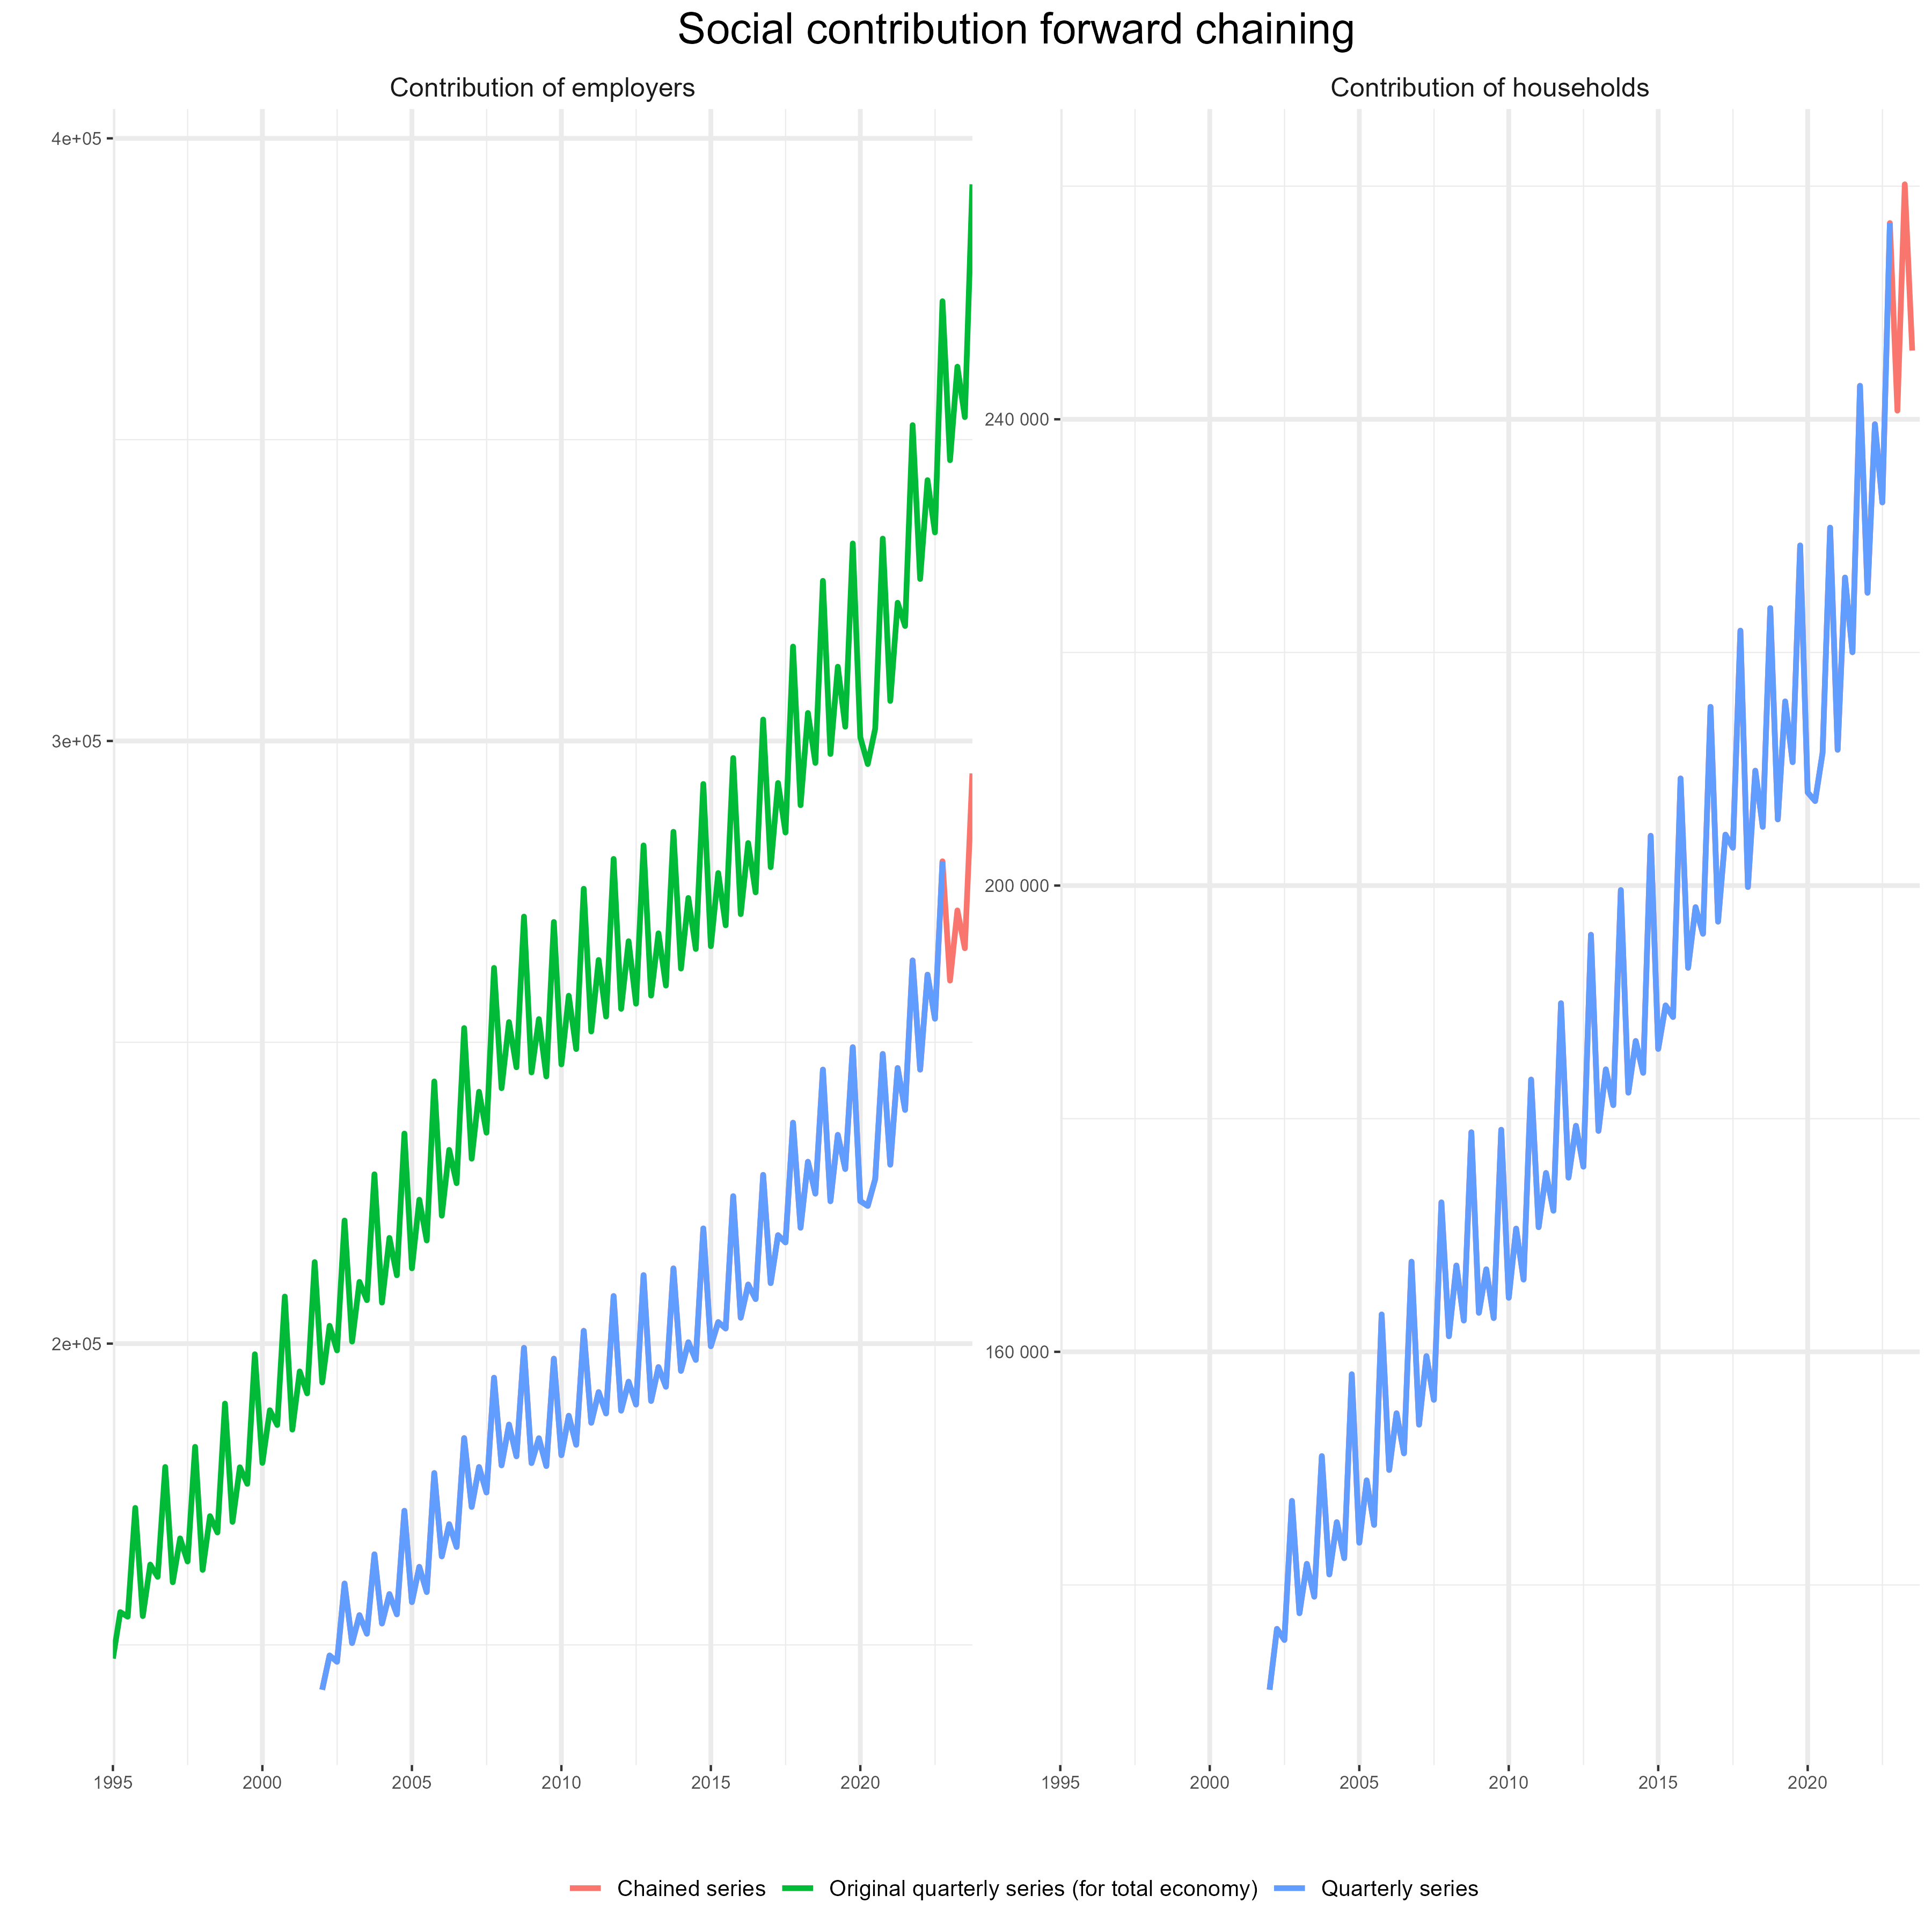 Social contribution forward chaining
Contribution of employers
Contribution of households
4e+05
3e+05
2e+05
240 000
200 000
160 000
1995 2000 2005 2010 2015 2020
1995 2000 2005 2010 2015 2020
Chained series Original quarterly series (for total economy) Quarterly series